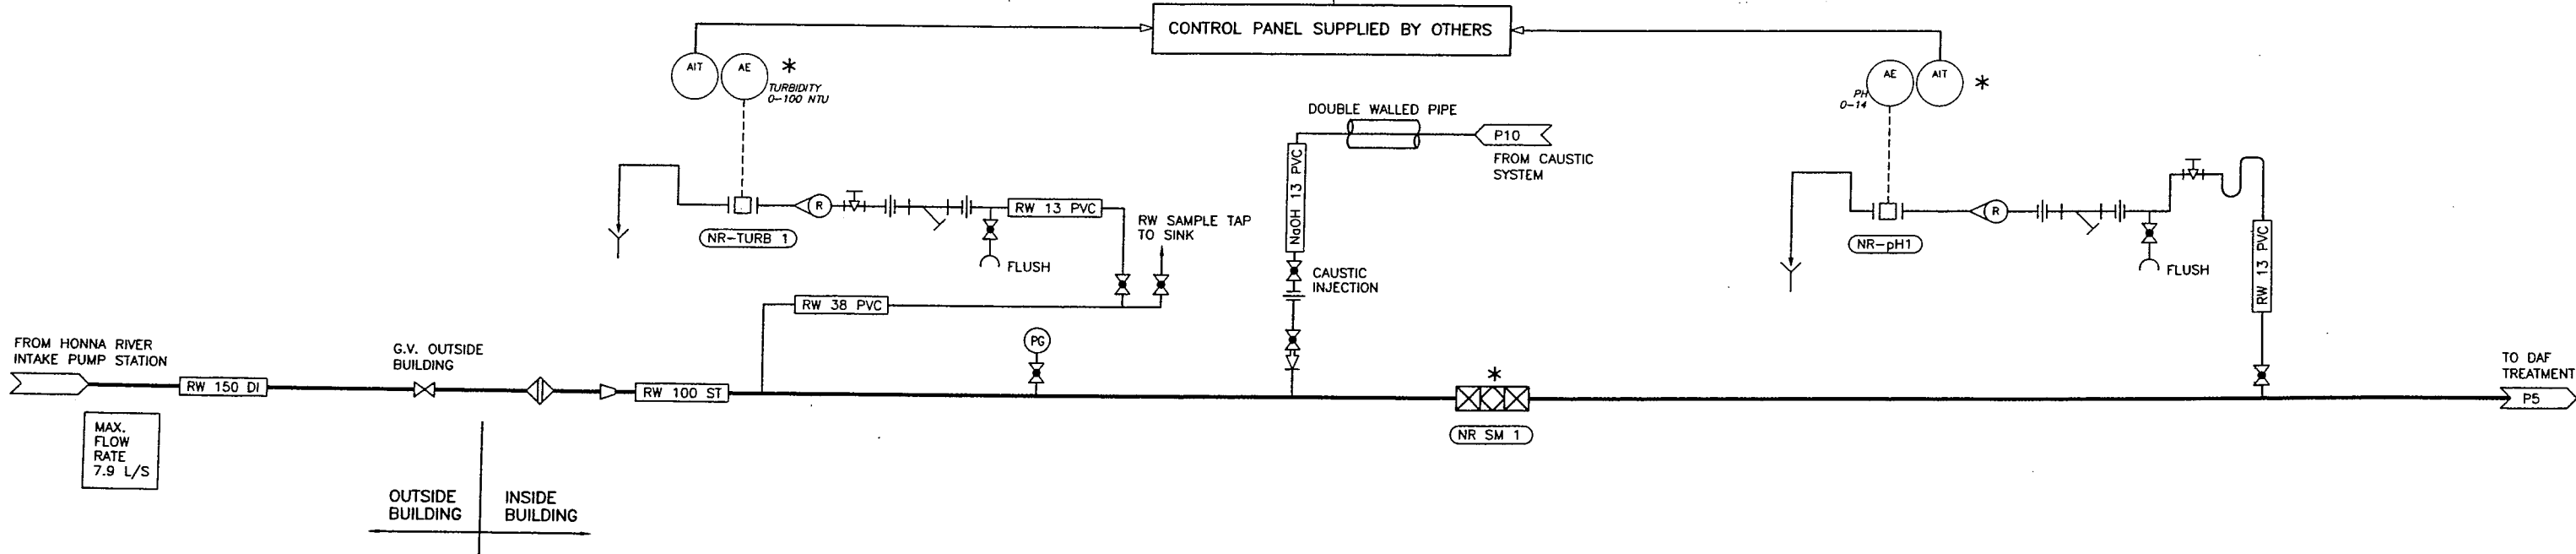 CONTROL PANEL SUPPLIED BY OTHERS
AIT
AE
*
TURBIDITY
0-100 NTU
AE
AIT
*
PH
0-14
DOUBLE WALLED PIPE
P10
FROM CAUSTIC
SYSTEM
NaOH 13 PVC
R
RW 13 PVC
NR-TURB 1
RW SAMPLE TAP
TO SINK
FLUSH
CAUSTIC
INJECTION
R
NR-pH1
FLUSH
RW 13 PVC
RW 38 PVC
FROM HONNA RIVER
INTAKE PUMP STATION
G.V. OUTSIDE
BUILDING
PG
RW 150 DI
RW 100 ST
*
NR SM 1
TO DAF
TREATMENT
P5
MAX.
FLOW
RATE
7.9 L/S
OUTSIDE
BUILDING
INSIDE
BUILDING